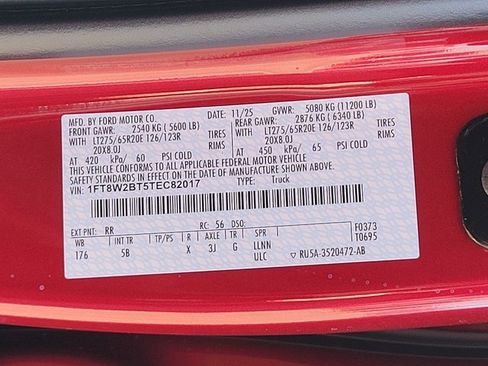 MFD. BY FORD MOTOR CO. DATE: 11/25 GVWR: 5080 KG (11200 LB)
FRONT GAWR: 2540 KG (5600 LB) REAR GAWR: 2876 KG (6340 LB)
WITH LT275/65R20E 126/123R TIRES WITH LT275/65R20E 126/123R TIRES
20X8.0J RIMS 20X8.0J RIMS
AT 420 kPa/ 60 PSI COLD AT 450 kPa/ 65 PSI COLD
THIS VEHICLE CONFORMS TO ALL APPLICABLE FEDERAL MOTOR VEHICLE
SAFETY STANDARDS IN EFFECT ON THE DATE OF MANUFACTURE SHOWN ABOVE.
VIN: 1FT8W2BT5TEC82017 TYPE: Truck
EXT PNT: RR RC: 56 DSO: F0373
WB TP/PS R AXLE TR SPR T0695
176 5B X 3J G LLNN
ULC ▽ RU5A-3520472-AB